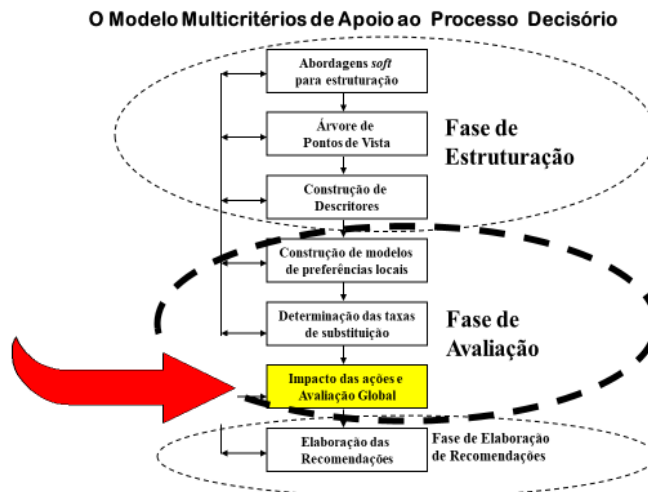 O Modelo Multicritérios de Apoio ao Processo Decisório
Abordagens soft
para estruturação
Árvore de
Pontos de Vista
Fase de
Estruturação
Construção de
Descritores
Construção de modelos
de preferências locais
Determinação das taxas
de substituição
Fase de
Avaliação
Impacto das ações e
Avaliação Global
Elaboração das
Recomendações
Fase de Elaboração
de Recomendações